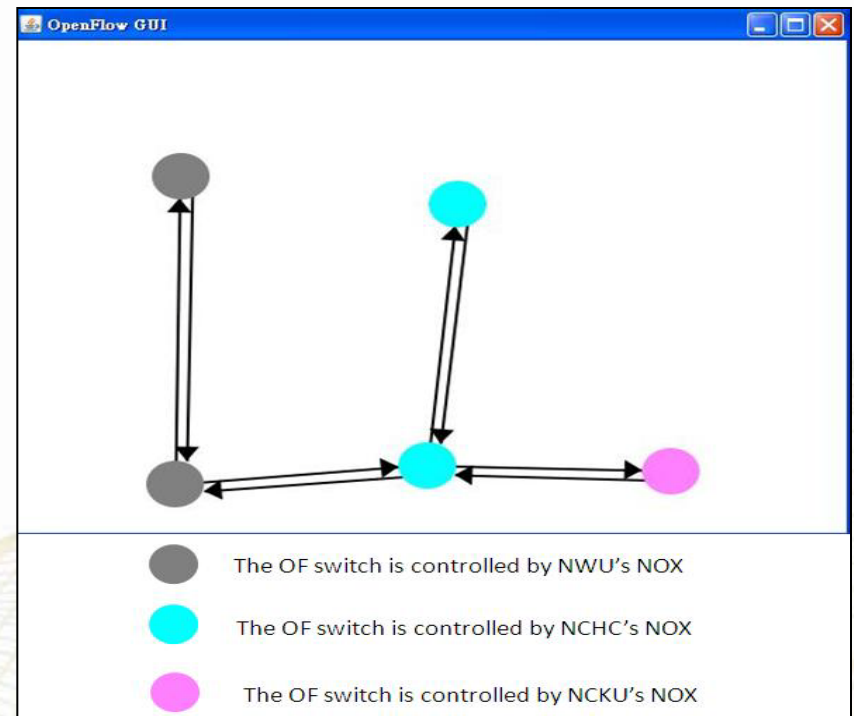 OpenFlow GUI
The OF switch is controlled by NWU's NOX
The OF switch is controlled by NCHC's NOX
The OF switch is controlled by NCKU's NOX